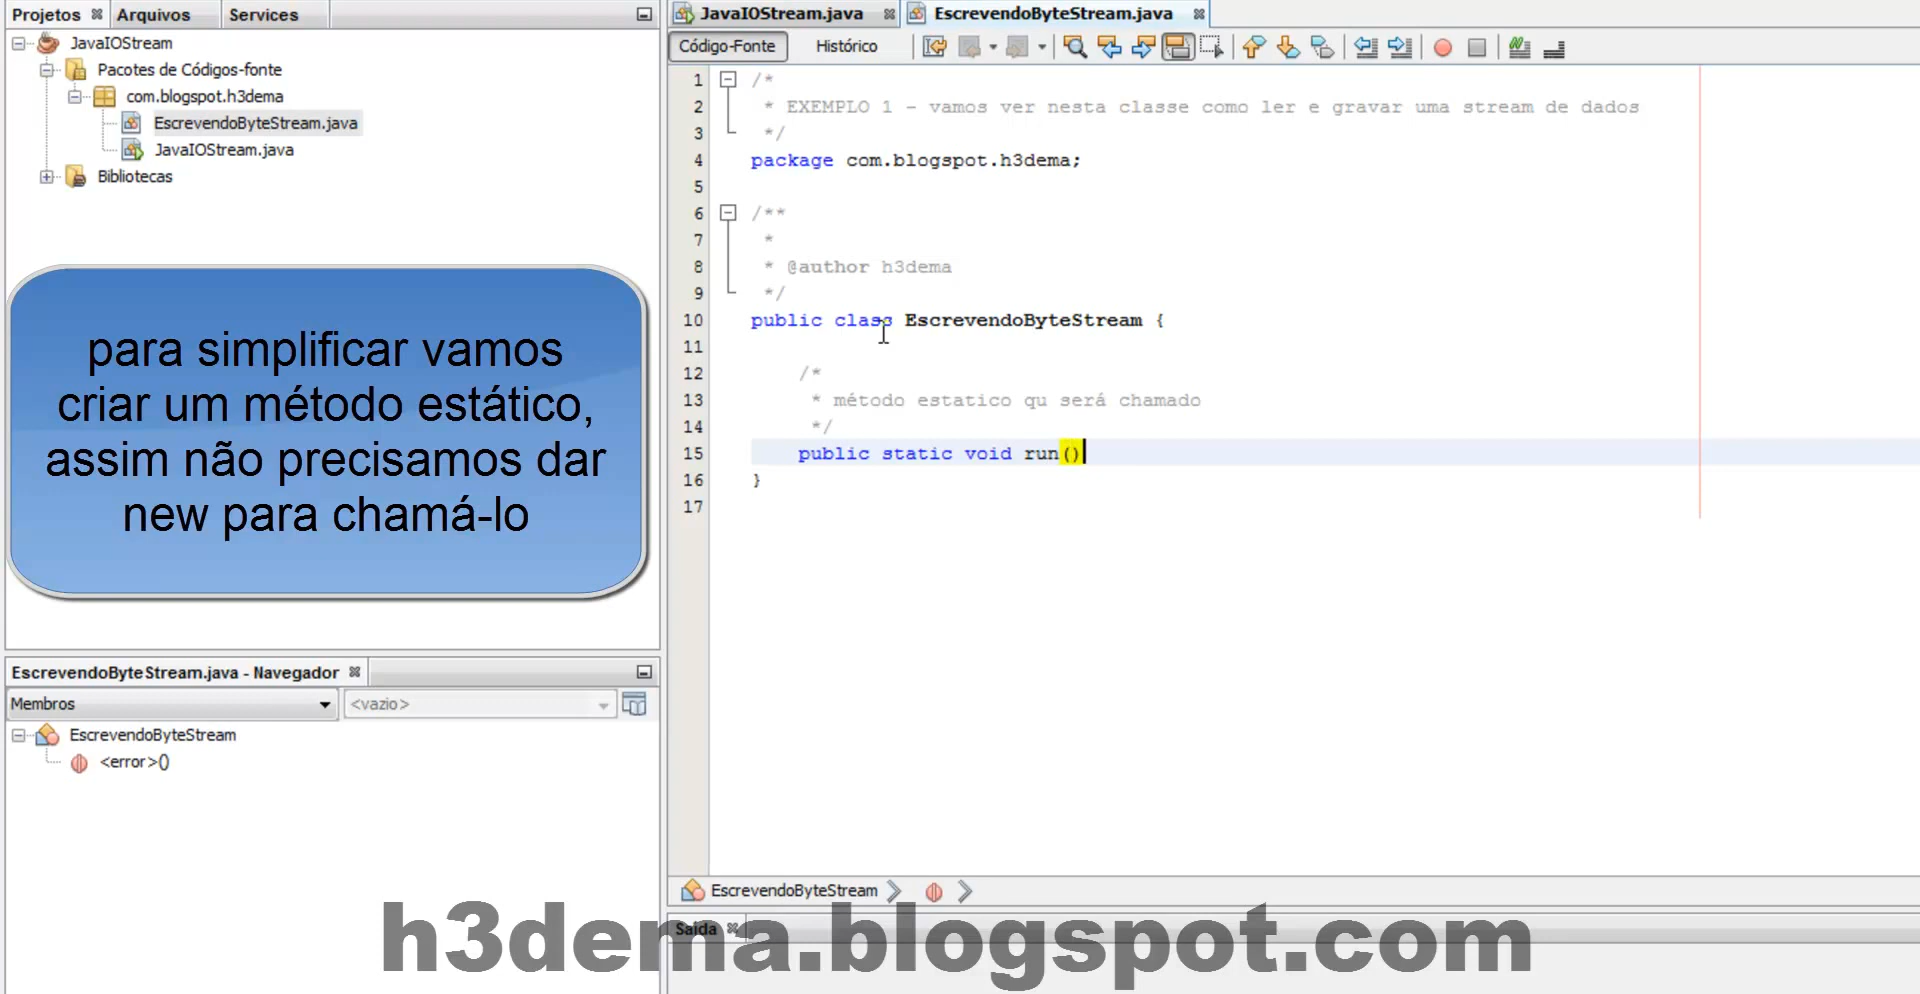 Projetos Arquivos Services
JavaIOStream
Pacotes de Códigos-fonte
com.blogspot.h3dema
EscrevendoByteStream.java
JavaIOStream.java
Bibliotecas
para simplificar vamos
criar um método estático,
assim não precisamos dar
new para chamá-lo
EscrevendoByteStream.java - Navegador
Membros <vazio>
EscrevendoByteStream
<error>()
JavaIOStream.java EscrevendoByteStream.java
Código-Fonte Histórico
1 /*
2 * EXEMPLO 1 - vamos ver nesta classe como ler e gravar uma stream de dados
3 */
4 package com.blogspot.h3dema;
5
6 /**
7 *
8 * @author h3dema
9 */
10 public class EscrevendoByteStream {
11
12 /*
13 * método estatico qu será chamado
14 */
15 public static void run()
16 }
17
EscrevendoByteStream
Saída
h3dema.blogspot.com